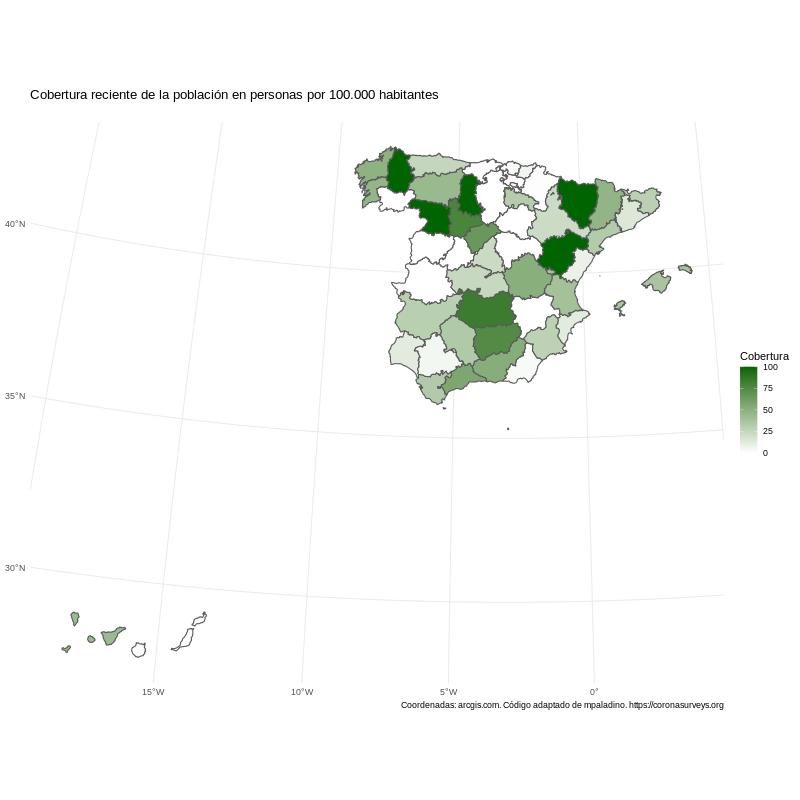 Cobertura reciente de la población en personas por 100.000 habitantes
40°N
35°N
30°N
15°W
10°W
5°W
0°
Cobertura
100
75
50
25
0
Coordenadas: arcgis.com. Código adaptado de mpaladino. https://coronasurveys.org